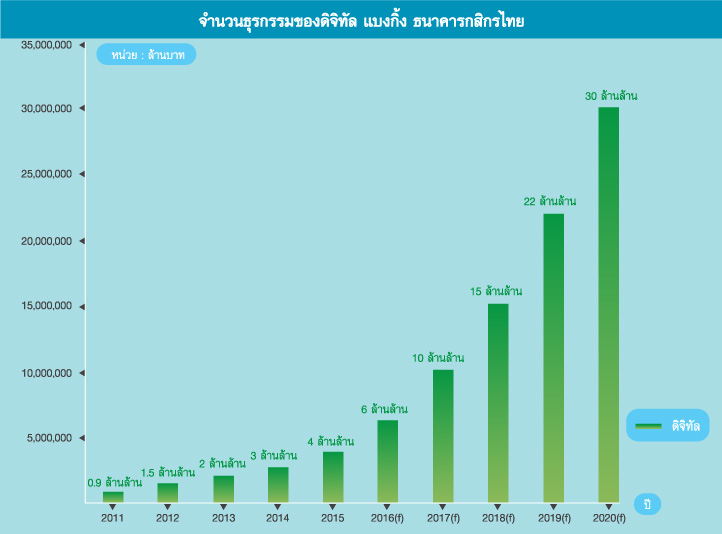 จำนวนธุรกรรมของดิจิทัล แบงกิ้ง ธนาคารกสิกรไทย
หน่วย : ล้านบาท
35,000,000
30,000,000
25,000,000
20,000,000
15,000,000
10,000,000
5,000,000
0.9 ล้านล้าน
1.5 ล้านล้าน
2 ล้านล้าน
3 ล้านล้าน
4 ล้านล้าน
6 ล้านล้าน
10 ล้านล้าน
15 ล้านล้าน
22 ล้านล้าน
30 ล้านล้าน
ดิจิทัล
2011 2012 2013 2014 2015 2016(f) 2017(f) 2018(f) 2019(f) 2020(f)
ปี